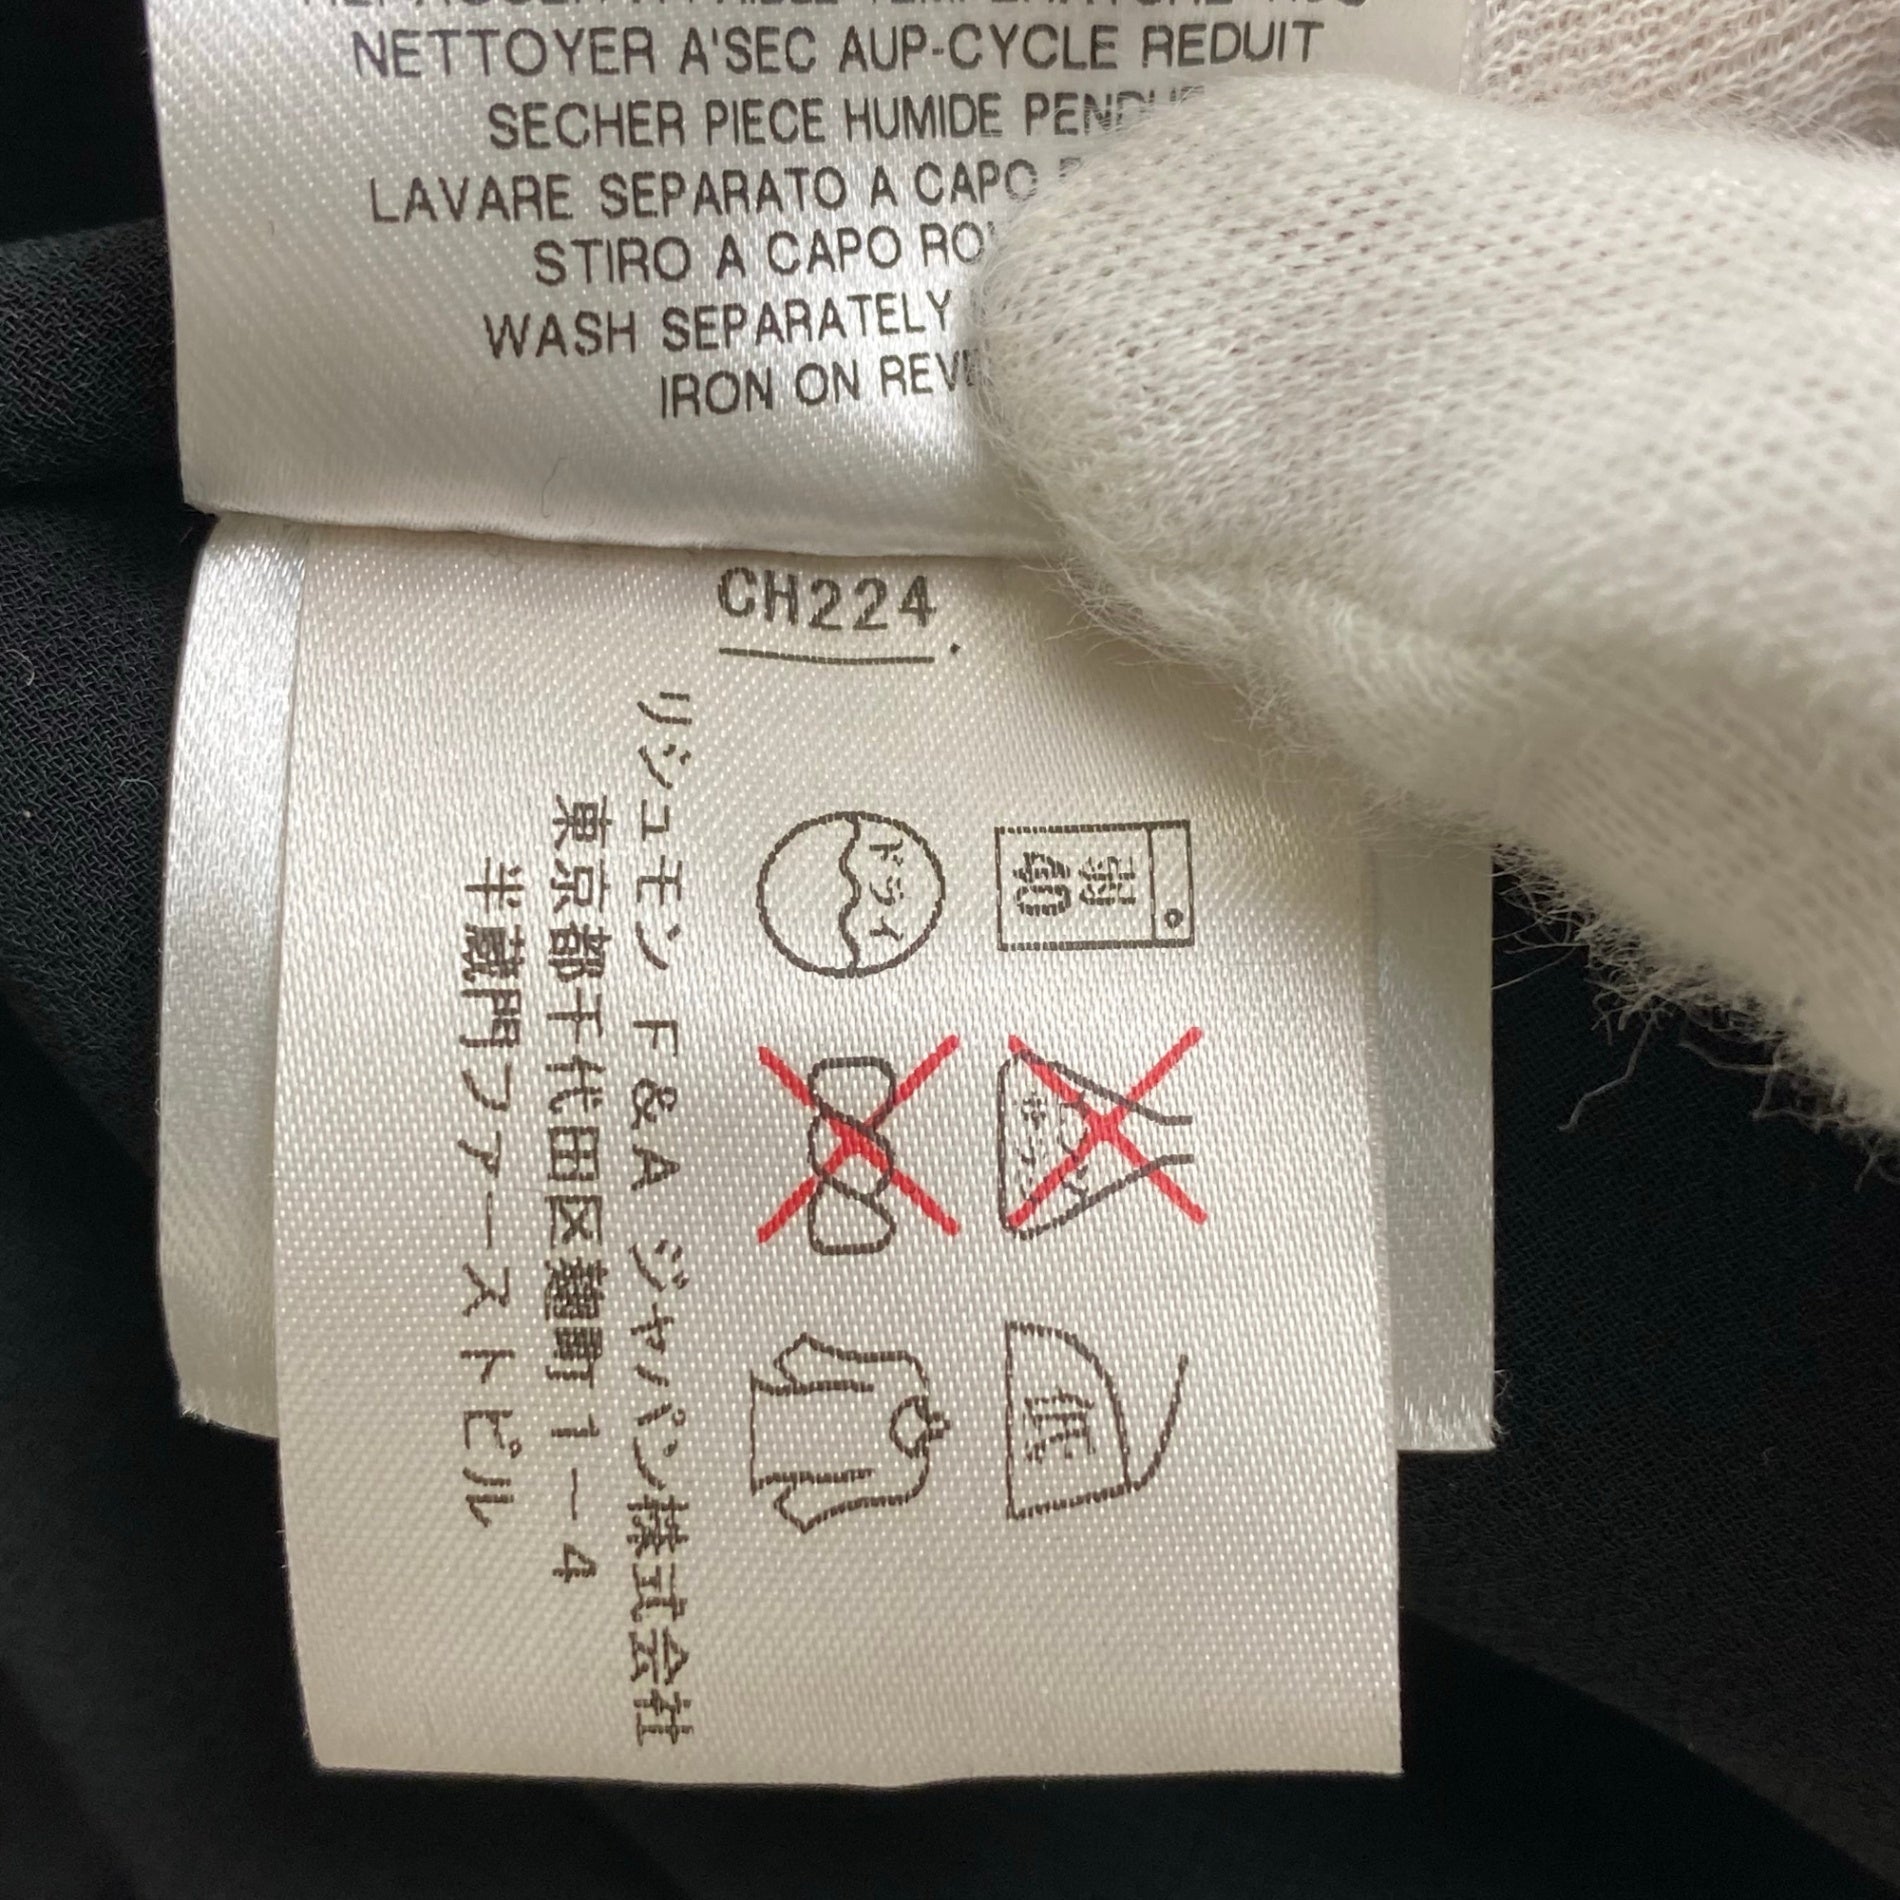 NETTOYER A'SEC AUP-CYCLE REDUIT
SECHER PIECE HUMIDE
LAVARE SEPARATO A CAPO
STIRO A CAPO
WASH SEPARATELY
IRON ON
CH224
弱
40
ドライ
低
リシュモン F&A ジャパン株式会社
東京都千代田区麹町1-4
半蔵門ファーストビル